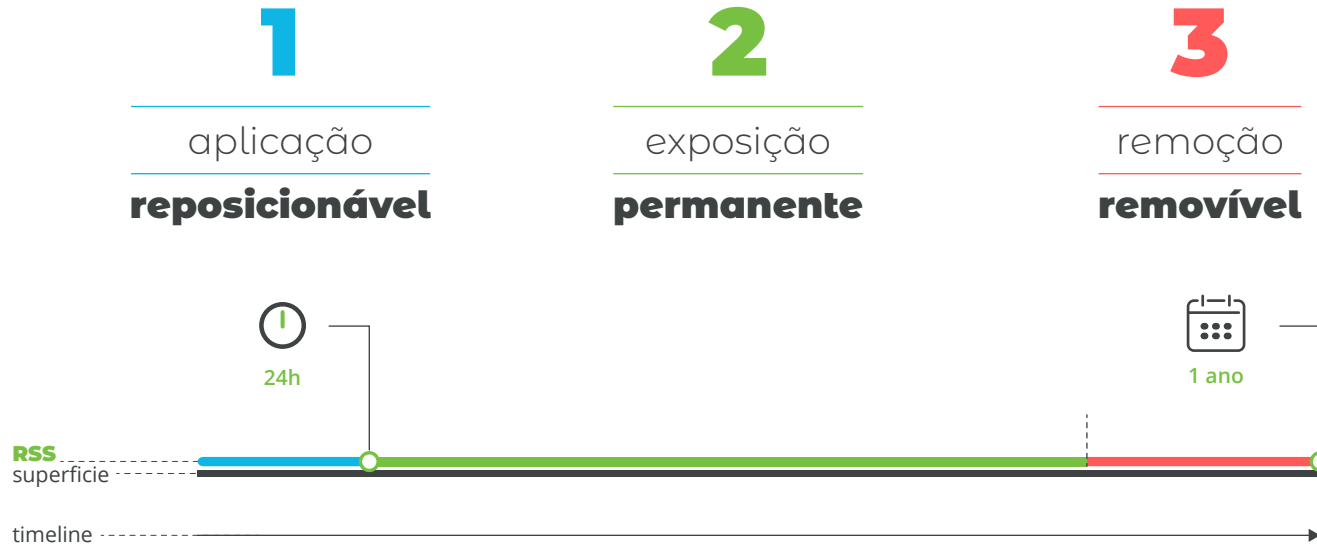 1
aplicação
reposicionável
2
exposição
permanente
3
remoção
removível
24h
1 ano
RSS
superficie
timeline